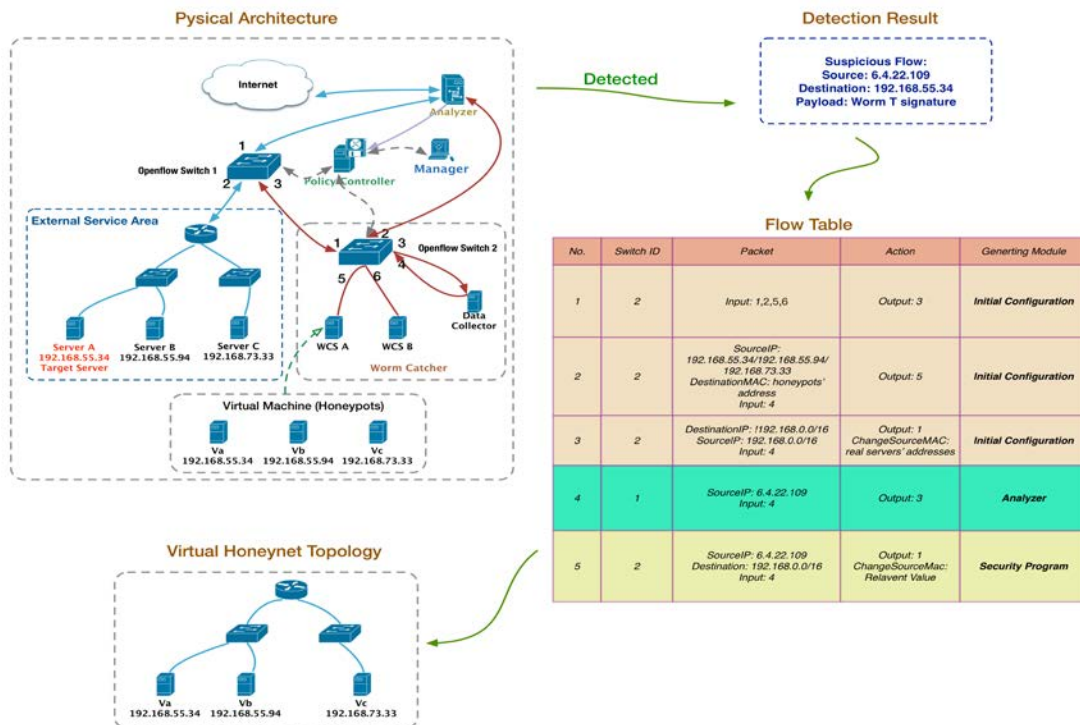 Pysical Architecture
Internet
Analyzer
1
Openflow Switch 1
2
3
Policy Controller
Manager
External Service Area
1
2
3
Openflow Switch 2
4
5
6
Data
Collector
Server A
192.168.55.34
Target Server
Server B
192.168.55.94
Server C
192.168.73.33
WCS A
WCS B
Worm Catcher
Virtual Machine (Honeypots)
Va
192.168.55.34
Vb
192.168.55.94
Vc
192.168.73.33
Detected
Detection Result
Suspicious Flow:
Source: 6.4.22.109
Destination: 192.168.55.34
Payload: Worm T signature
Flow Table
No.
Switch ID
Packet
Action
Generting Module
1
2
Input: 1,2,5,6
Output: 3
Initial Configuration
2
2
SourceIP:
192.168.55.34/192.168.55.94/
192.168.73.33
DestinationMAC: honeypots'
address
Input: 4
Output: 5
Initial Configuration
3
2
DestinationIP: !192.168.0.0/16
SourceIP: 192.168.0.0/16
Input: 4
Output: 1
ChangeSourceMAC:
real servers' addresses
Initial Configuration
4
1
SourceIP: 6.4.22.109
Input: 4
Output: 3
Analyzer
5
2
SourceIP: 6.4.22.109
Destination: 192.168.0.0/16
Input: 4
Output: 1
ChangeSourceMac:
Relavent Value
Security Program
Virtual Honeynet Topology
Va
192.168.55.34
Vb
192.168.55.94
Vc
192.168.73.33